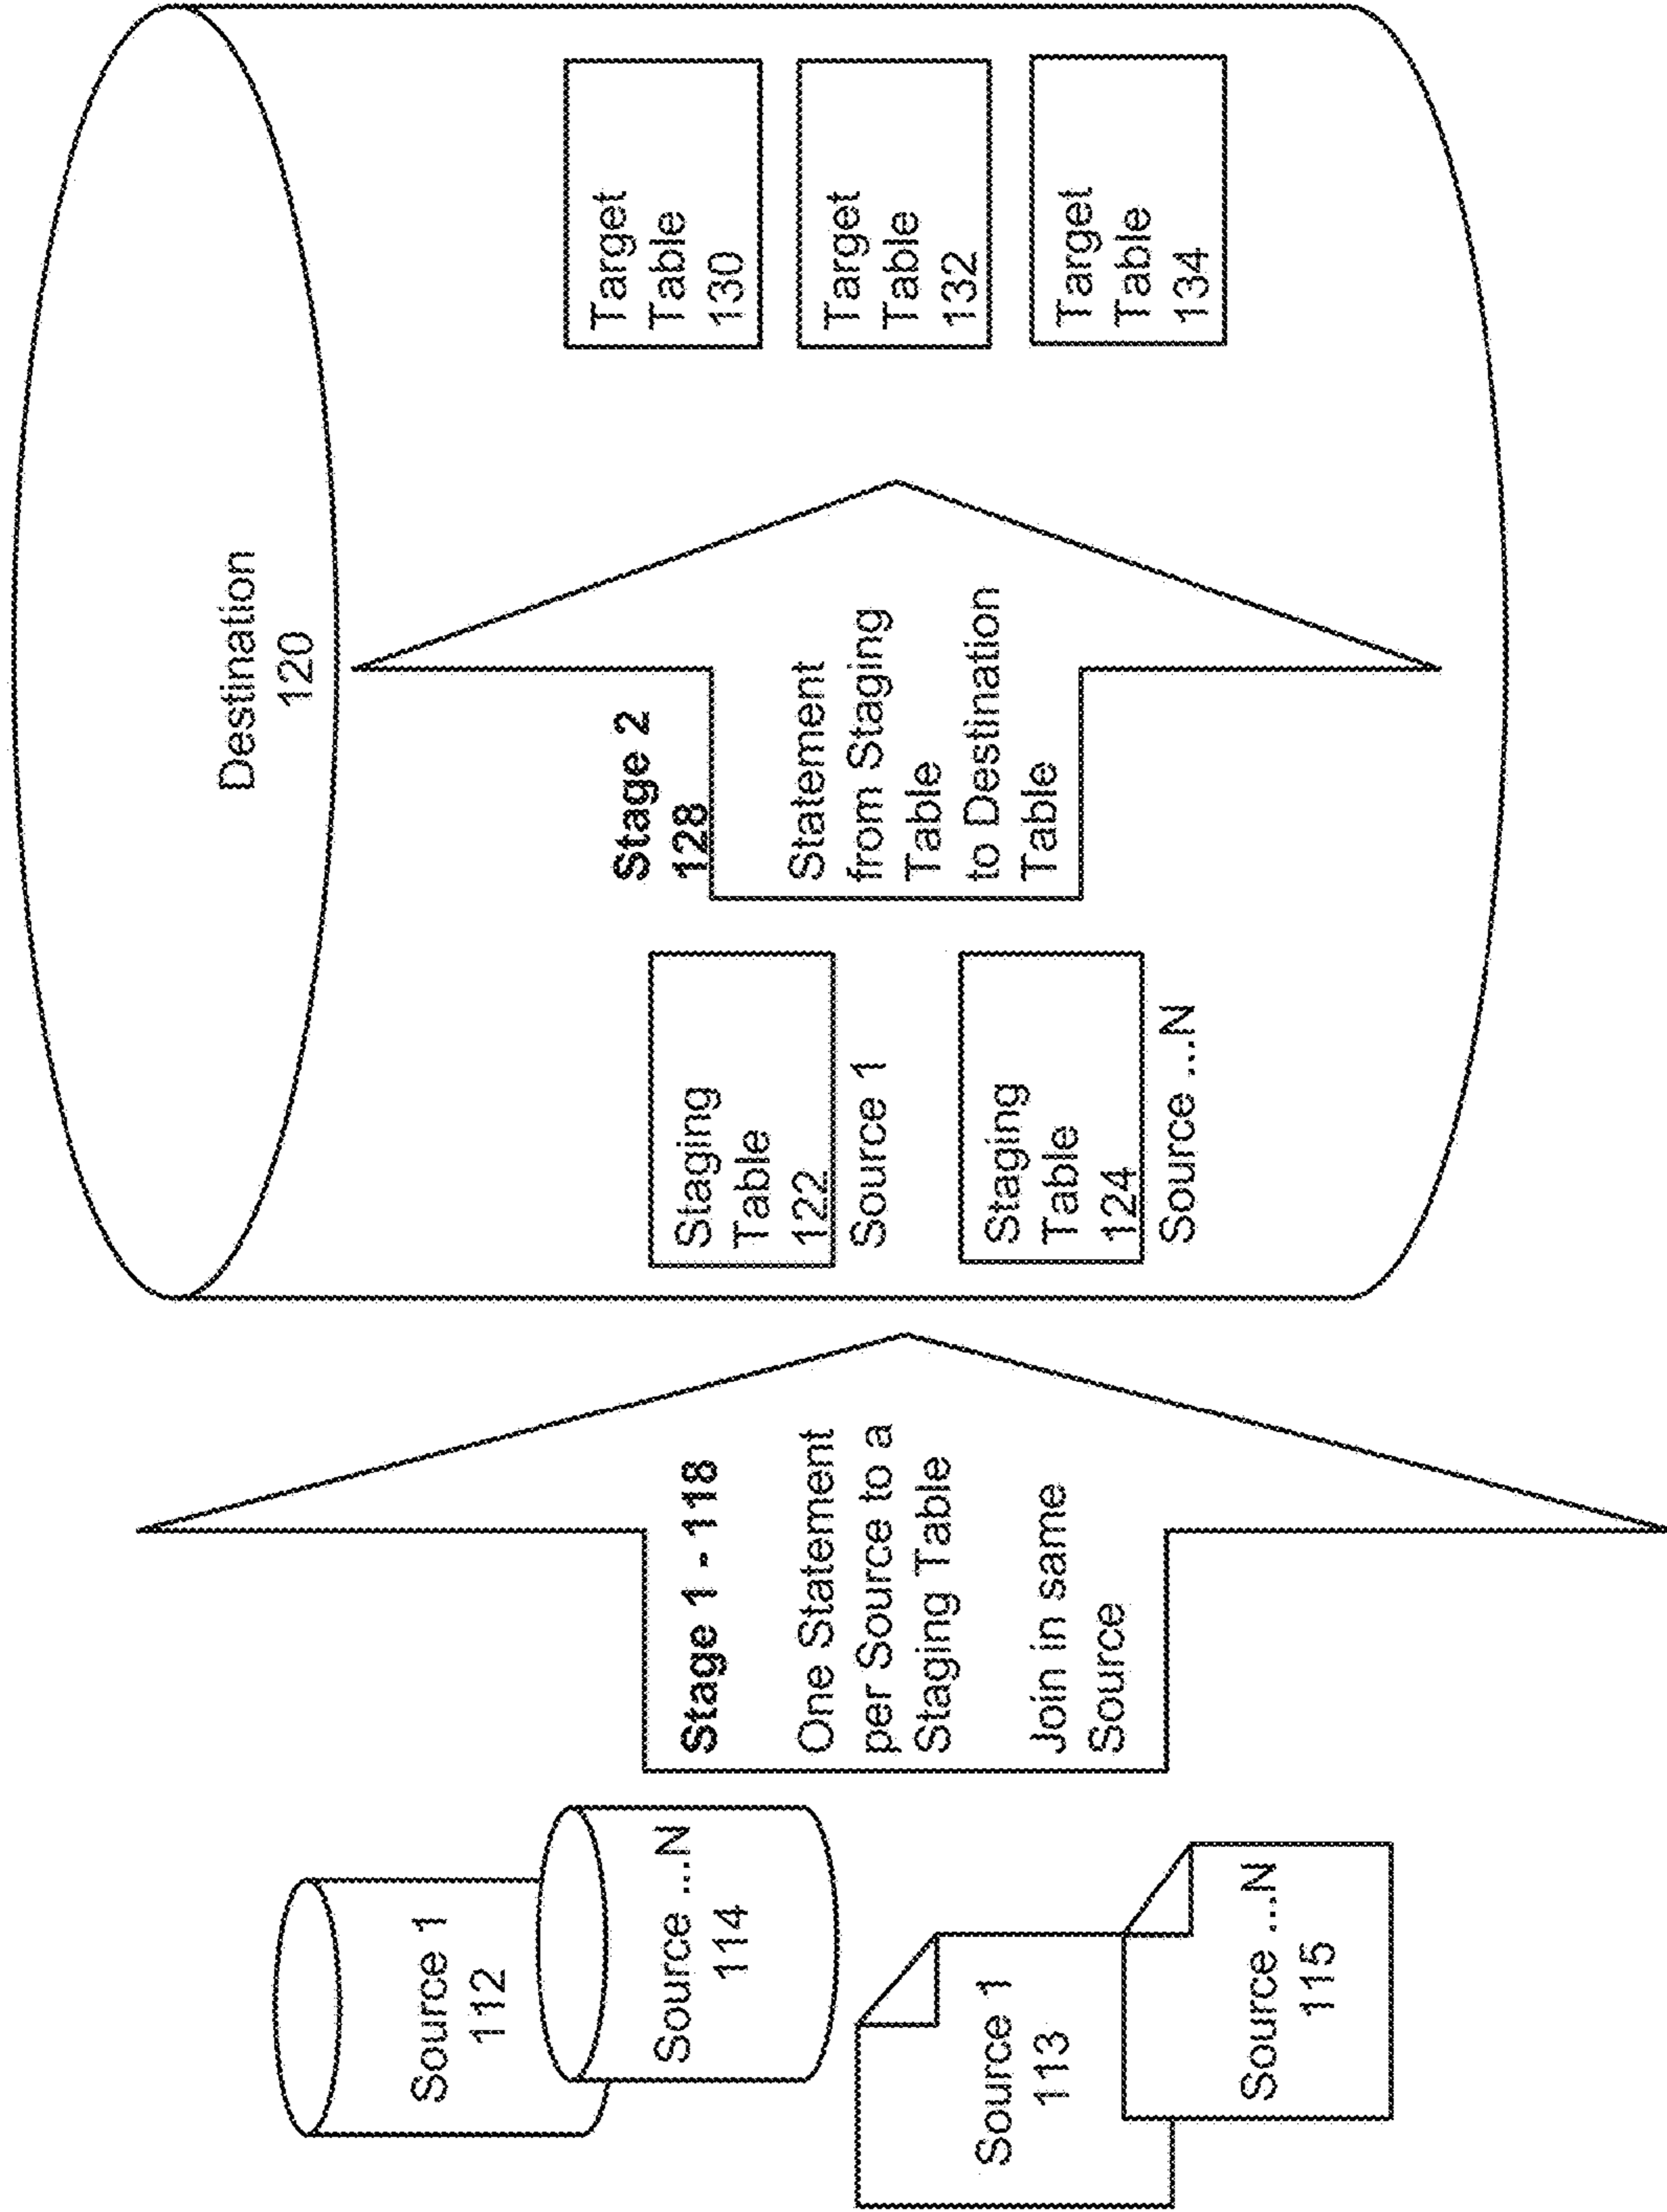 Source 1
112
Source ...N
114
Source 1
113
Source ...N
115
Stage 1 - 118
One Statement
per Source to a
Staging Table
Join in same
Source
Destination
120
Staging
Table
122
Source 1
Staging
Table
124
Source ...N
Stage 2
128
Statement
from Staging
Table
to Destination
Table
Target
Table
130
Target
Table
132
Target
Table
134